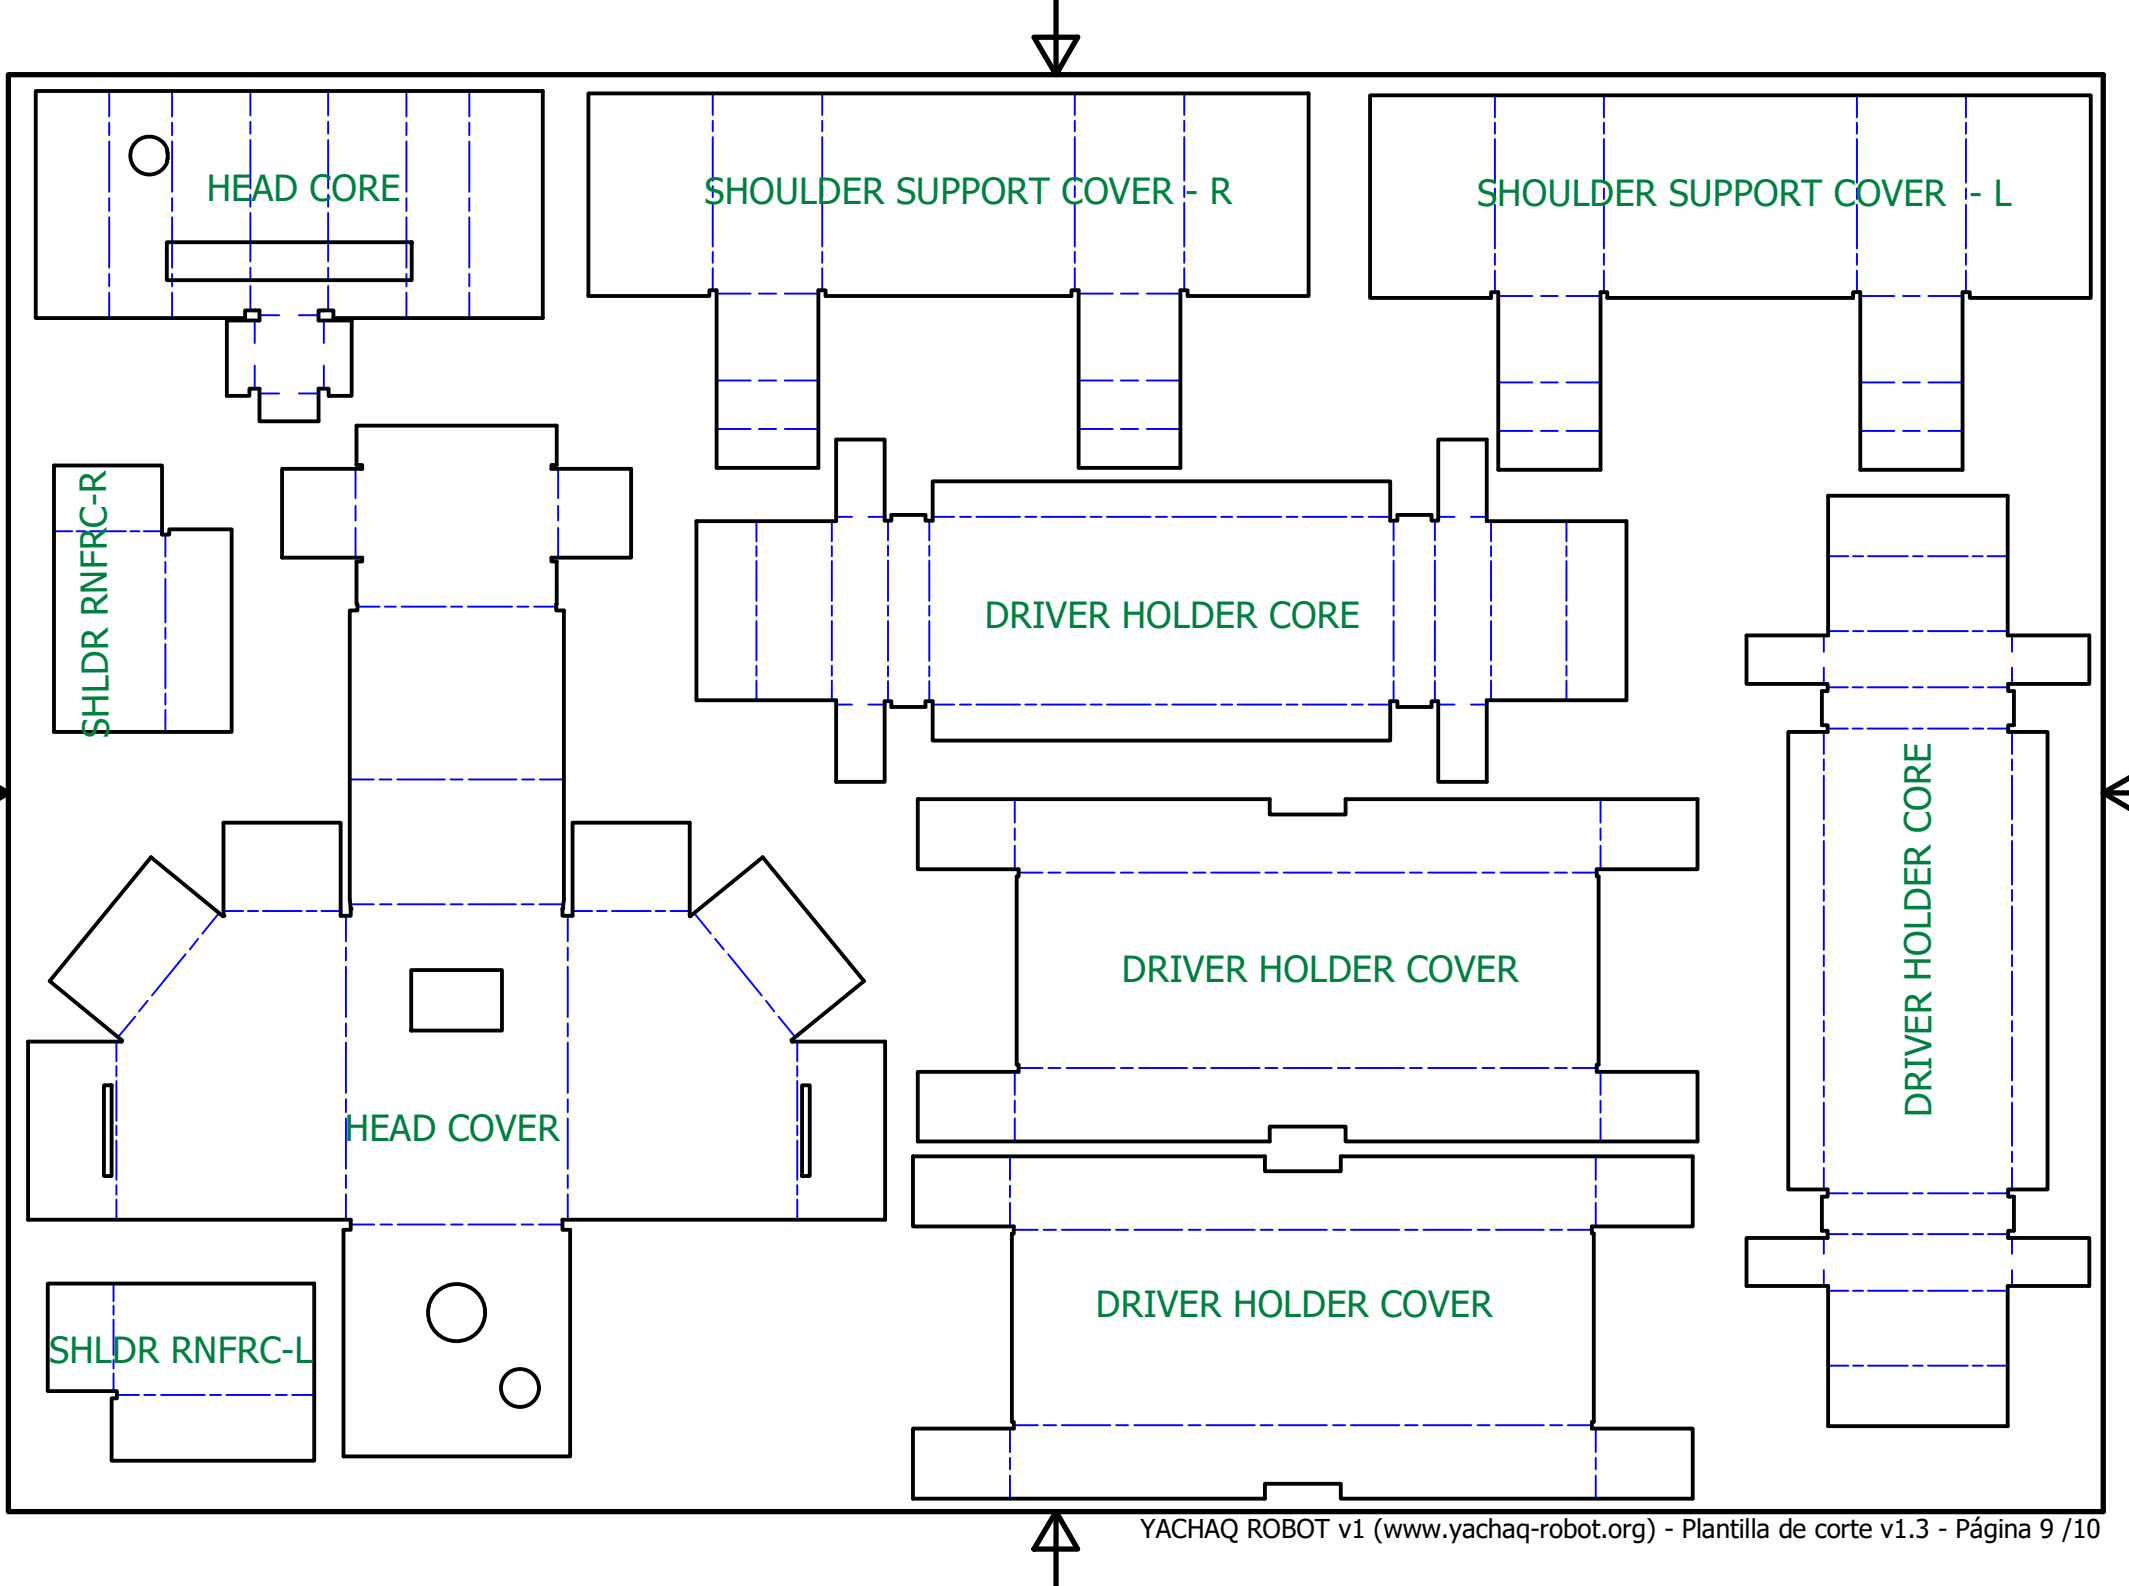 HEAD CORE
SHOULDER SUPPORT COVER - R
SHOULDER SUPPORT COVER - L
SHLDR RNFRC-R
DRIVER HOLDER CORE
DRIVER HOLDER CORE
DRIVER HOLDER COVER
HEAD COVER
DRIVER HOLDER COVER
SHLDR RNFRC-L
YACHAQ ROBOT v1 (www.yachaq-robot.org) - Plantilla de corte v1.3 - Página 9 /10